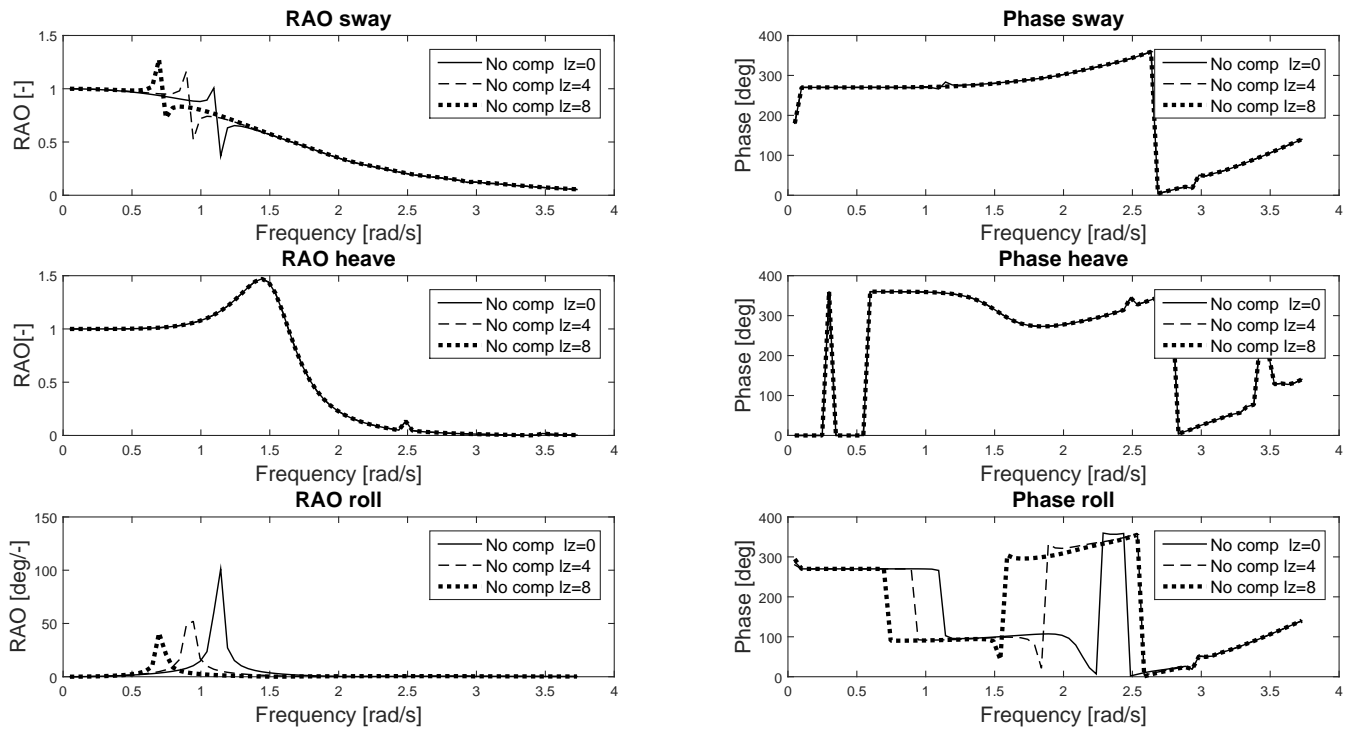 RAO sway
1.5
1
0.5
0
RAO [-]
0 0.5 1 1.5 2 2.5 3 3.5 4
Frequency [rad/s]
No comp Iz=0
No comp Iz=4
No comp Iz=8
Phase sway
400
300
200
100
0
Phase [deg]
0 0.5 1 1.5 2 2.5 3 3.5 4
Frequency [rad/s]
No comp Iz=0
No comp Iz=4
No comp Iz=8
RAO heave
1.5
1
0.5
0
RAO[-]
0 0.5 1 1.5 2 2.5 3 3.5 4
Frequency [rad/s]
No comp Iz=0
No comp Iz=4
No comp Iz=8
Phase heave
400
300
200
100
0
Phase [deg]
0 0.5 1 1.5 2 2.5 3 3.5 4
Frequency [rad/s]
No comp Iz=0
No comp Iz=4
No comp Iz=8
RAO roll
150
100
50
0
RAO [deg/-]
0 0.5 1 1.5 2 2.5 3 3.5 4
Frequency [rad/s]
No comp Iz=0
No comp Iz=4
No comp Iz=8
Phase roll
400
300
200
100
0
Phase [deg]
0 0.5 1 1.5 2 2.5 3 3.5 4
Frequency [rad/s]
No comp Iz=0
No comp Iz=4
No comp Iz=8